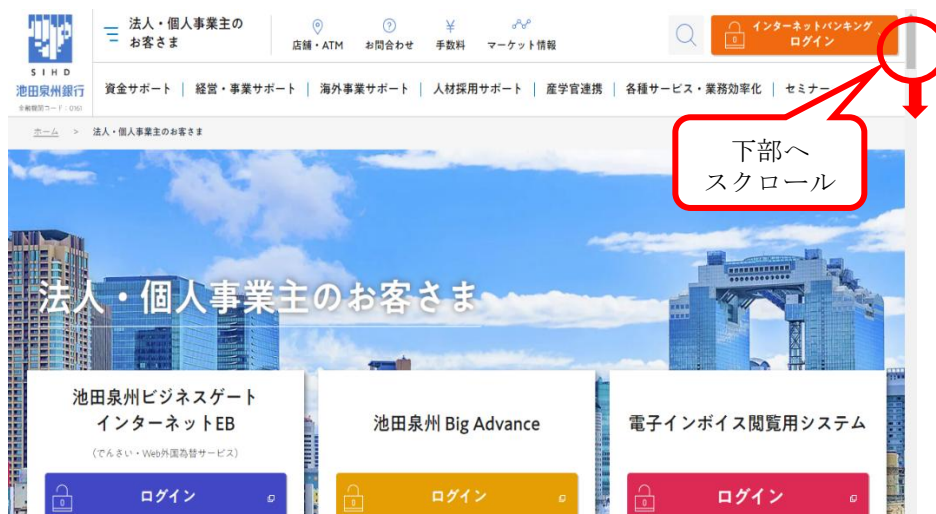 法人・個人事業主の
お客さま
店舗・ATM お問合わせ 手数料 マーケット情報
インターネットバンキング
ログイン
SIHD
池田泉州銀行
金融機関コード:0161
資金サポート | 経営・事業サポート | 海外事業サポート | 人材採用サポート | 産学官連携 | 各種サービス・業務効率化 | セミナー
ホーム > 法人・個人事業主のお客さま
下部へ
スクロール
法人・個人事業主のお客さま
池田泉州ビジネスゲート
インターネットEB
(でんさい・Web外国為替サービス)
ログイン
池田泉州 Big Advance
ログイン
電子インボイス閲覧用システム
ログイン